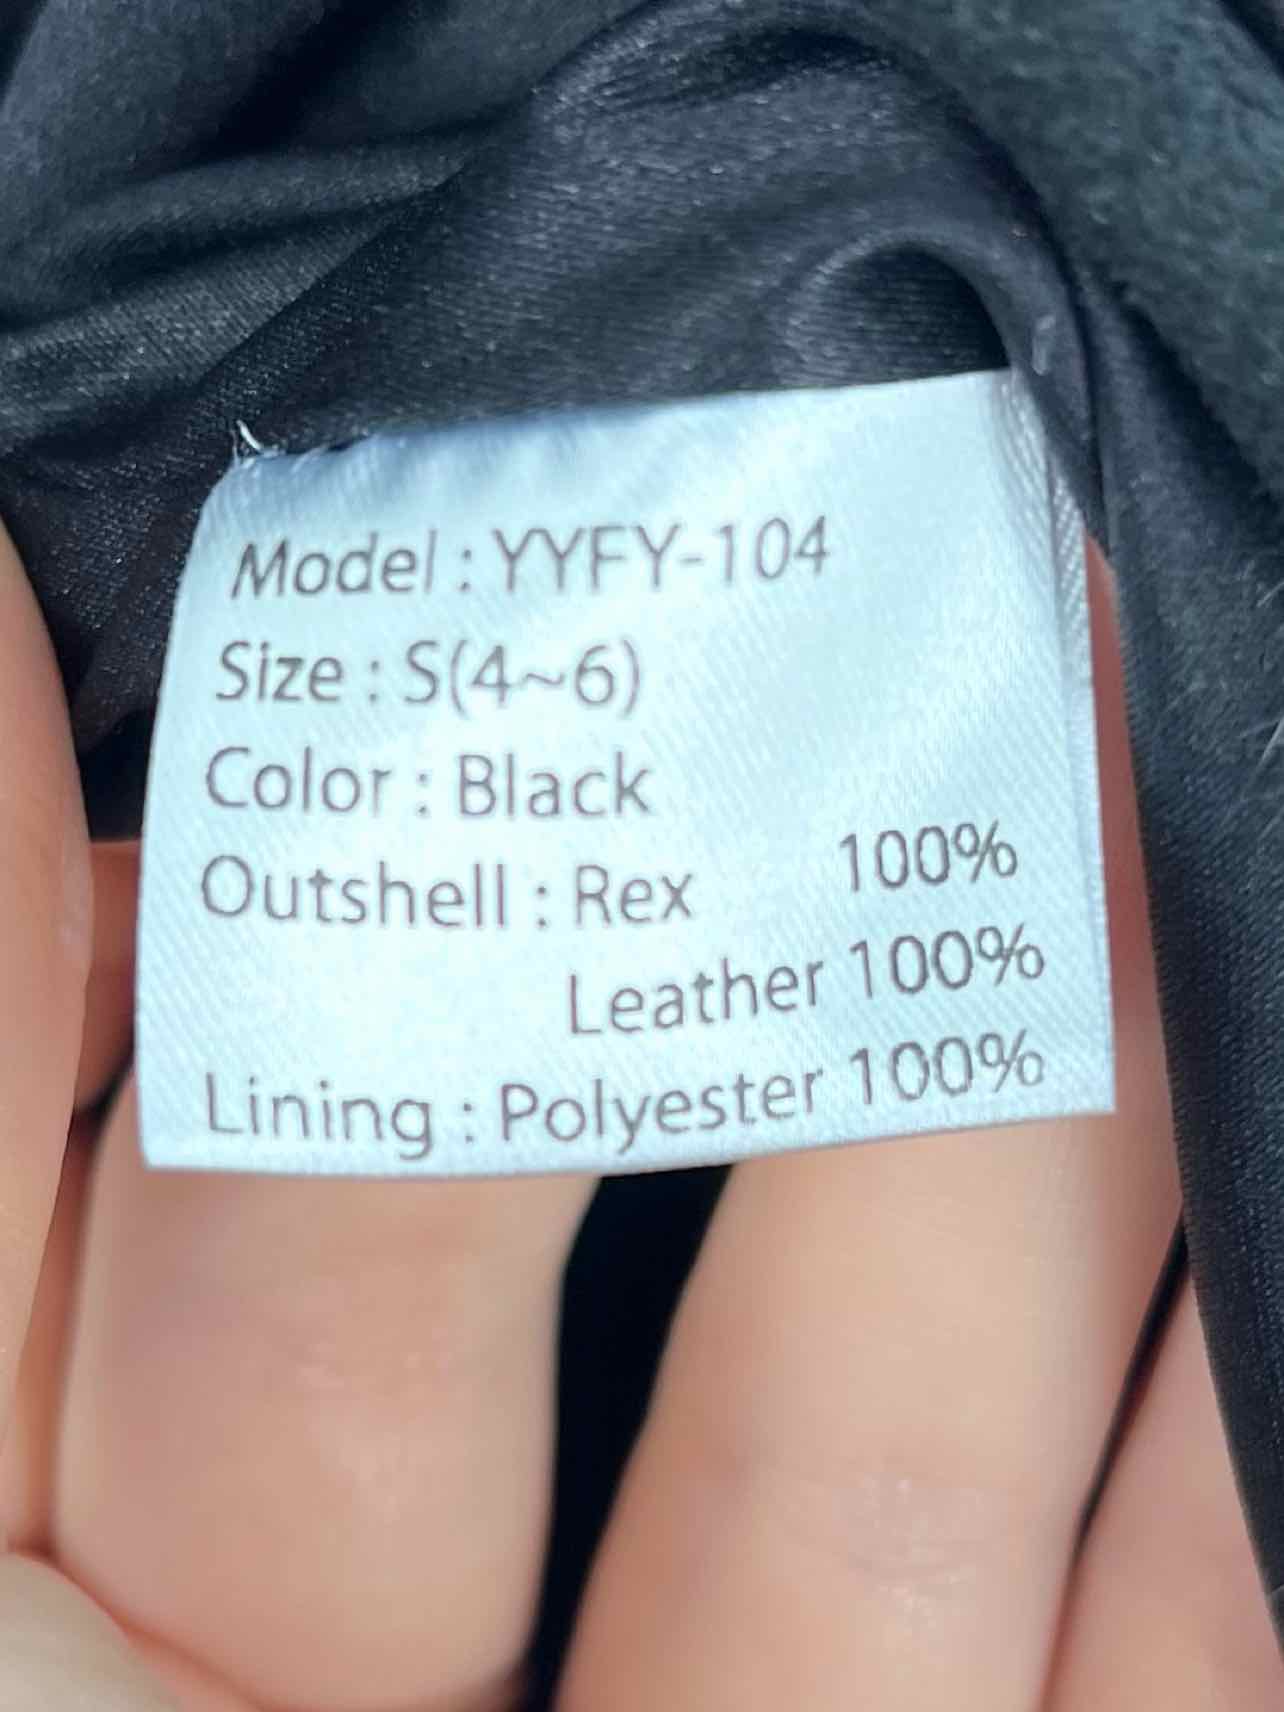 Model : YYFY-104
Size : S(4~6)
Color : Black
Outshell : Rex 100%
Leather 100%
Lining : Polyester 100%